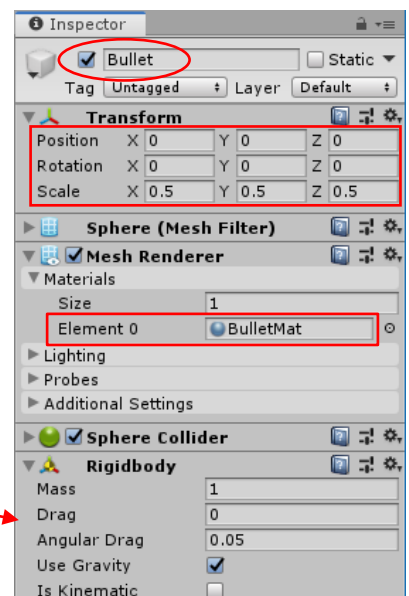 Inspector
Bullet Static
Tag Untagged Layer Default
Transform
Position X 0 Y 0 Z 0
Rotation X 0 Y 0 Z 0
Scale X 0.5 Y 0.5 Z 0.5
Sphere (Mesh Filter)
Mesh Renderer
Materials
Size 1
Element 0 BulletMat
Lighting
Probes
Additional Settings
Sphere Collider
Rigidbody
Mass 1
Drag 0
Angular Drag 0.05
Use Gravity
Is Kinematic